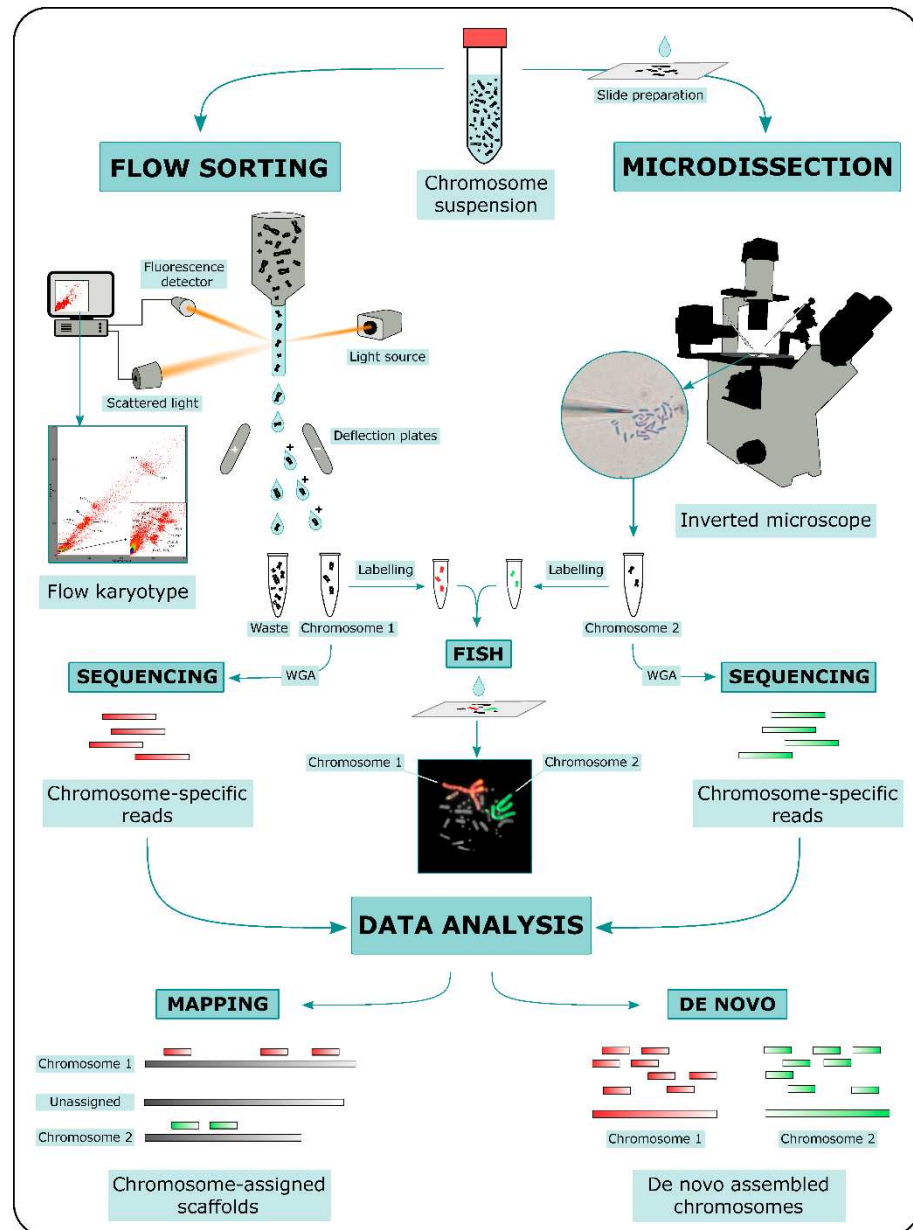 Slide preparation
FLOW SORTING
MICRODISSECTION
Chromosome
suspension
Fluorescence
detector
Light source
Scattered light
Deflection plates
+
-
+
+
+
Inverted microscope
Flow karyotype
Labelling
Labelling
Waste
Chromosome 1
Chromosome 2
FISH
WGA
WGA
SEQUENCING
SEQUENCING
Chromosome 1
Chromosome 2
Chromosome-specific
reads
Chromosome-specific
reads
DATA ANALYSIS
MAPPING
DE NOVO
Chromosome 1
Unassigned
Chromosome 2
Chromosome 1
Chromosome 2
Chromosome-assigned
scaffolds
De novo assembled
chromosomes